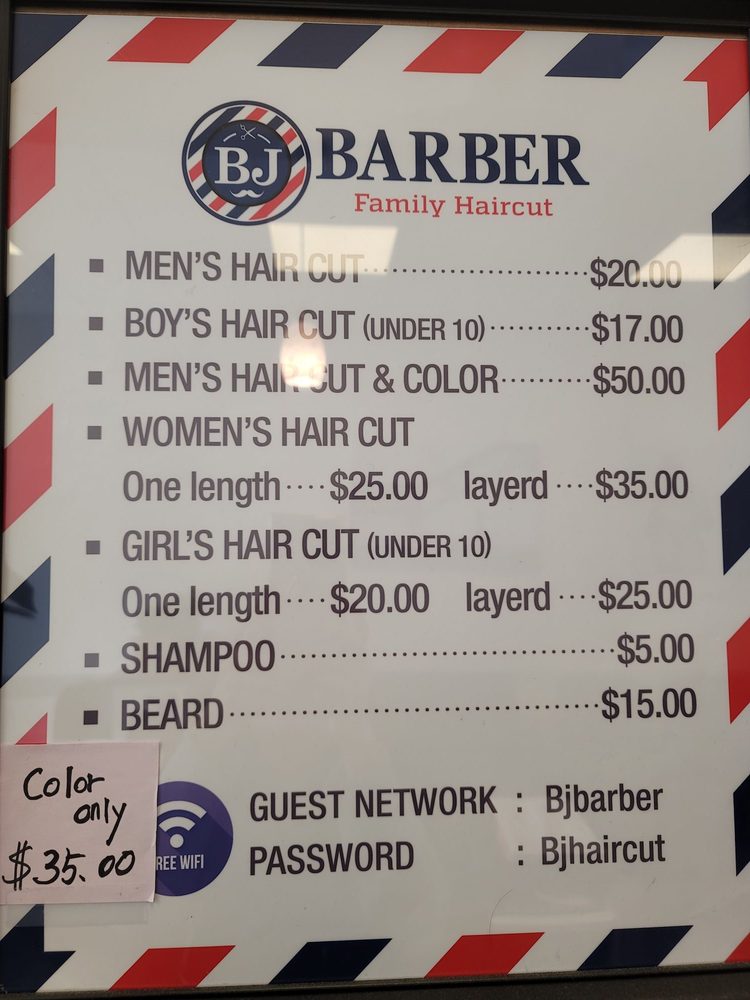 BJ BARBER
Family Haircut
MEN'S HAIR CUT $20.00
BOY'S HAIR CUT (UNDER 10) $17.00
MEN'S HAIR CUT & COLOR $50.00
WOMEN'S HAIR CUT
One length $25.00 layerd $35.00
GIRL'S HAIR CUT (UNDER 10)
One length $20.00 layerd $25.00
SHAMPOO $5.00
BEARD $15.00
Color
only
$35.00
REE WIFI
GUEST NETWORK : Bjbarber
PASSWORD : Bjhaircut